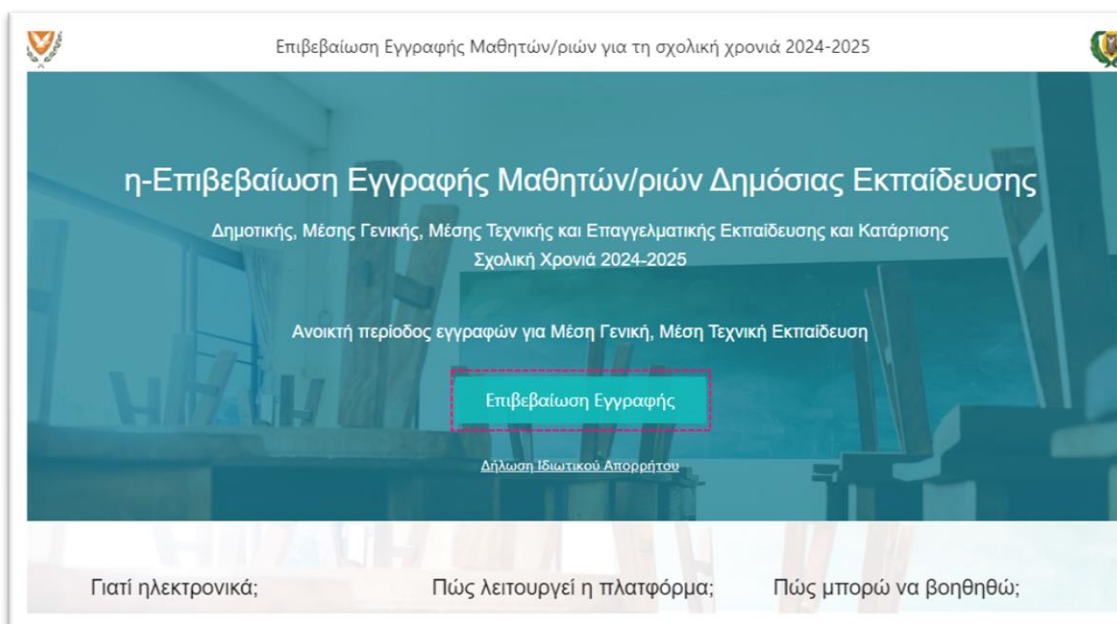 Επιβεβαίωση Εγγραφής Μαθητών/ριών για τη σχολική χρονιά 2024-2025
η-Επιβεβαίωση Εγγραφής Μαθητών/ριών Δημόσιας Εκπαίδευσης
Δημοτικής, Μέσης Γενικής, Μέσης Τεχνικής και Επαγγελματικής Εκπαίδευσης και Κατάρτισης
Σχολική Χρονιά 2024-2025
Ανοικτή περίοδος εγγραφών για Μέση Γενική, Μέση Τεχνική Εκπαίδευση
Επιβεβαίωση Εγγραφής
Δήλωση Ιδιωτικού Απορρήτου
Γιατί ηλεκτρονικά; Πώς λειτουργεί η πλατφόρμα; Πώς μπορώ να βοηθηθώ;